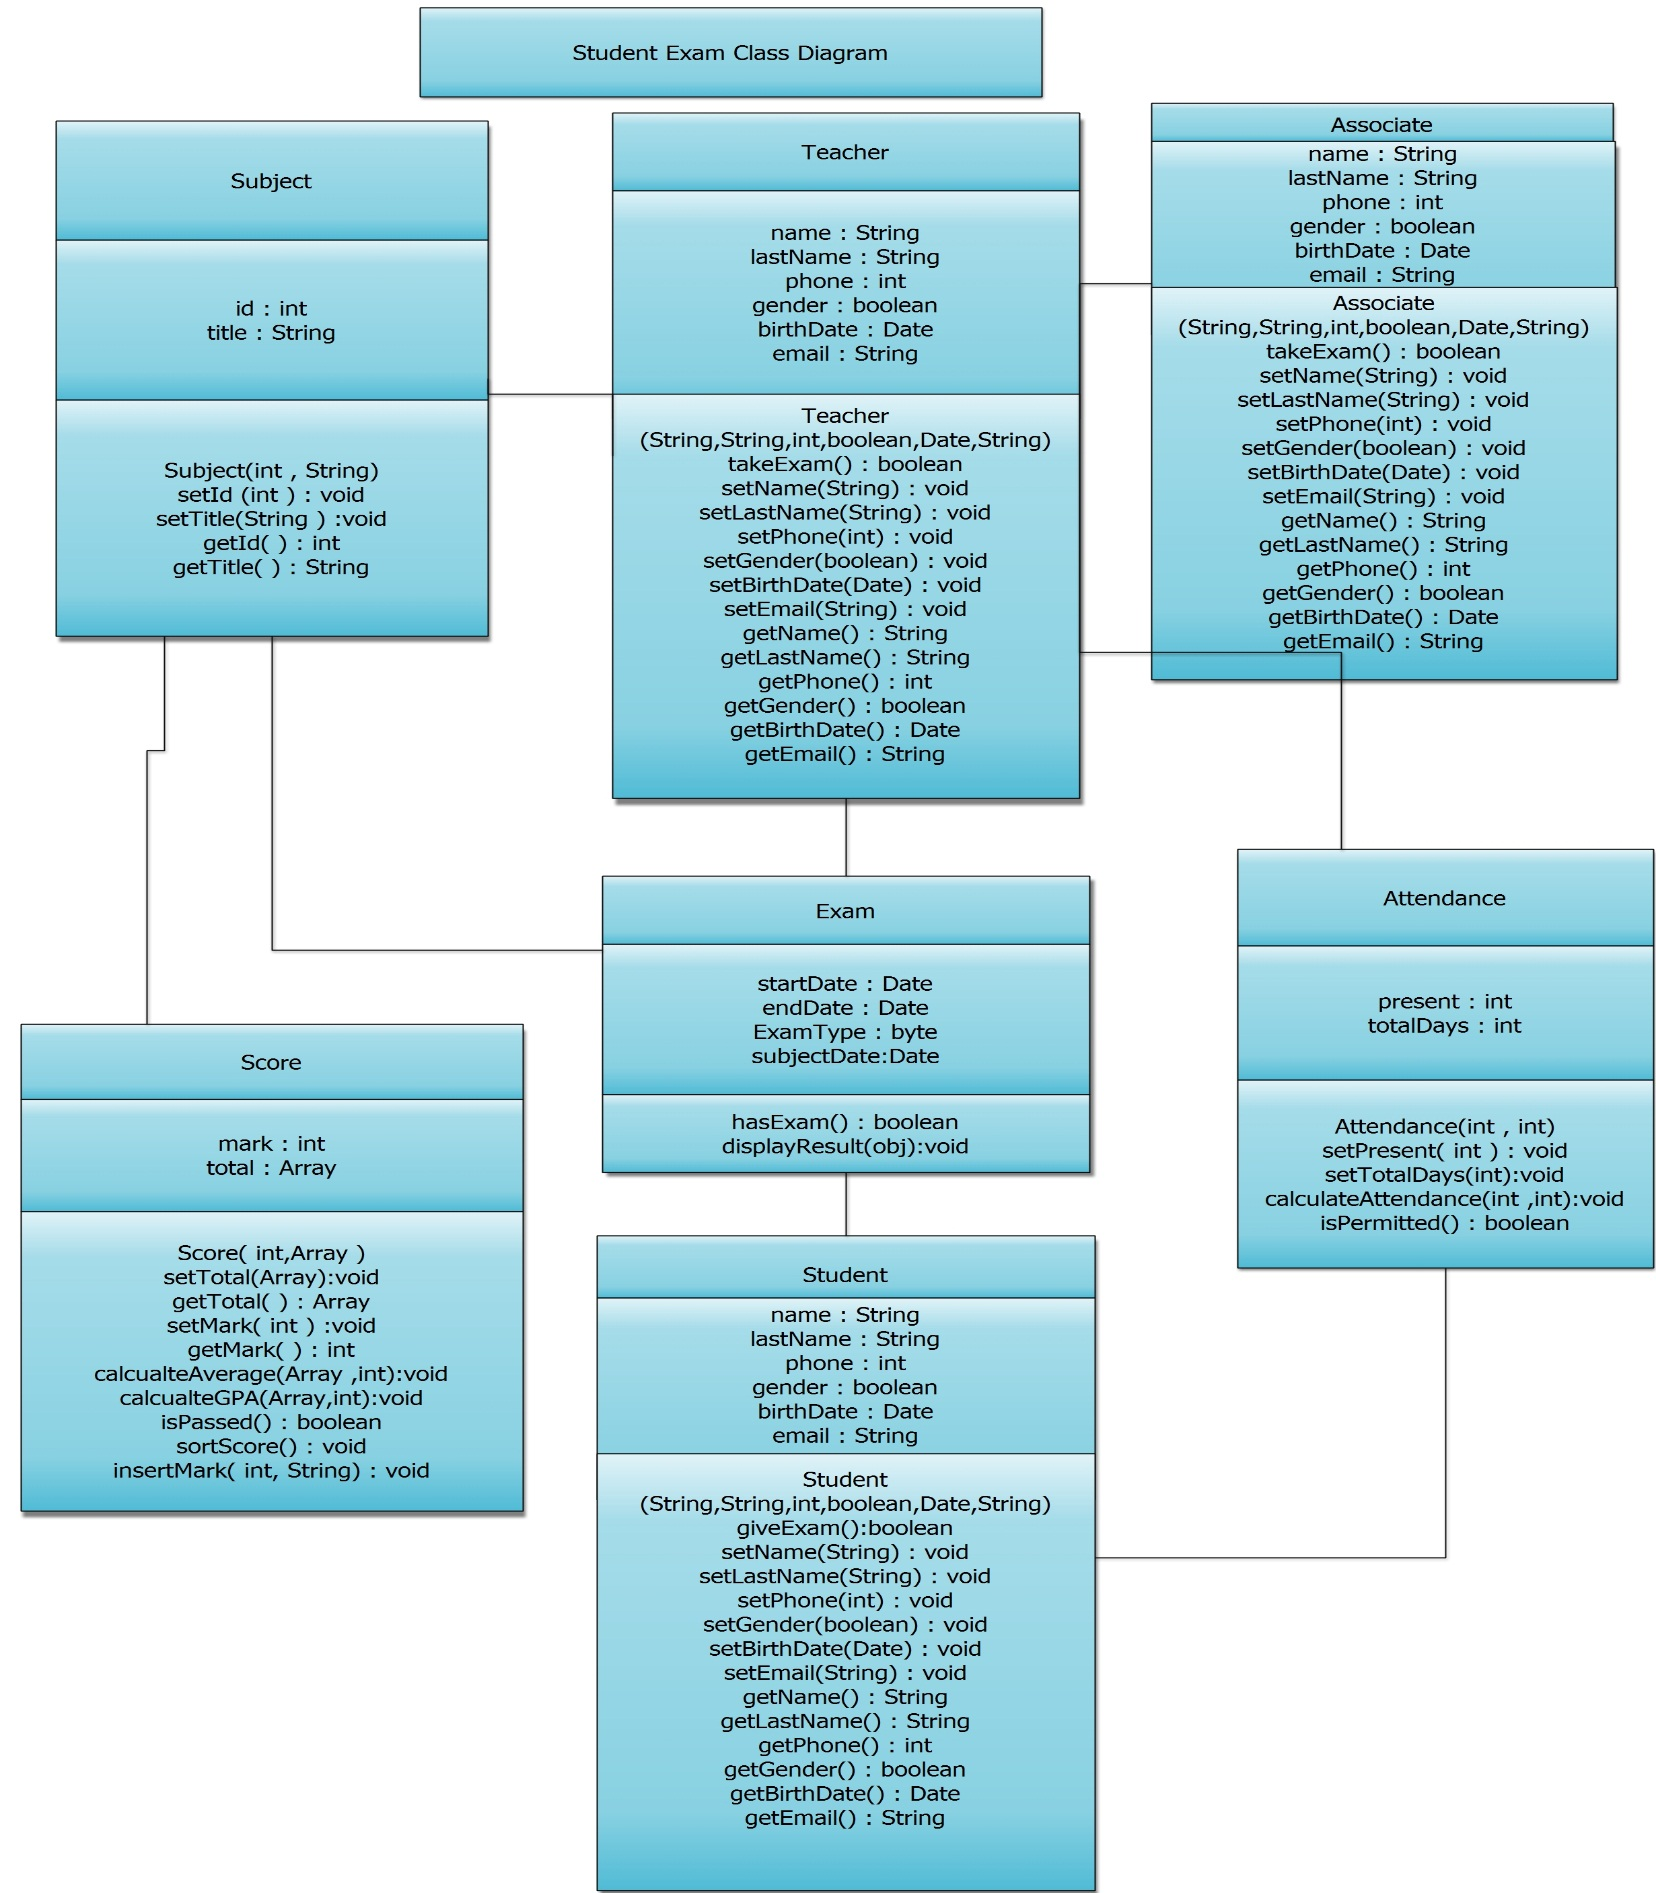 Student Exam Class Diagram
Subject
id : int
title : String
Subject(int , String)
setId (int ) : void
setTitle(String ) :void
getId( ) : int
getTitle( ) : String
Teacher
name : String
lastName : String
phone : int
gender : boolean
birthDate : Date
email : String
Teacher
(String,String,int,boolean,Date,String)
takeExam() : boolean
setName(String) : void
setLastName(String) : void
setPhone(int) : void
setGender(boolean) : void
setBirthDate(Date) : void
setEmail(String) : void
getName() : String
getLastName() : String
getPhone() : int
getGender() : boolean
getBirthDate() : Date
getEmail() : String
Associate
name : String
lastName : String
phone : int
gender : boolean
birthDate : Date
email : String
Associate
(String,String,int,boolean,Date,String)
takeExam() : boolean
setName(String) : void
setLastName(String) : void
setPhone(int) : void
setGender(boolean) : void
setBirthDate(Date) : void
setEmail(String) : void
getName() : String
getLastName() : String
getPhone() : int
getGender() : boolean
getBirthDate() : Date
getEmail() : String
Exam
startDate : Date
endDate : Date
ExamType : byte
subjectDate:Date
hasExam() : boolean
displayResult(obj):void
Attendance
present : int
totalDays : int
Attendance(int , int)
setPresent( int ) : void
setTotalDays(int):void
calculateAttendance(int ,int):void
isPermitted() : boolean
Score
mark : int
total : Array
Score( int,Array )
setTotal(Array):void
getTotal( ) : Array
setMark( int ) :void
getMark( ) : int
calcualteAverage(Array ,int):void
calcualteGPA(Array,int):void
isPassed() : boolean
sortScore() : void
insertMark( int, String) : void
Student
name : String
lastName : String
phone : int
gender : boolean
birthDate : Date
email : String
Student
(String,String,int,boolean,Date,String)
giveExam():boolean
setName(String) : void
setLastName(String) : void
setPhone(int) : void
setGender(boolean) : void
setBirthDate(Date) : void
setEmail(String) : void
getName() : String
getLastName() : String
getPhone() : int
getGender() : boolean
getBirthDate() : Date
getEmail() : String